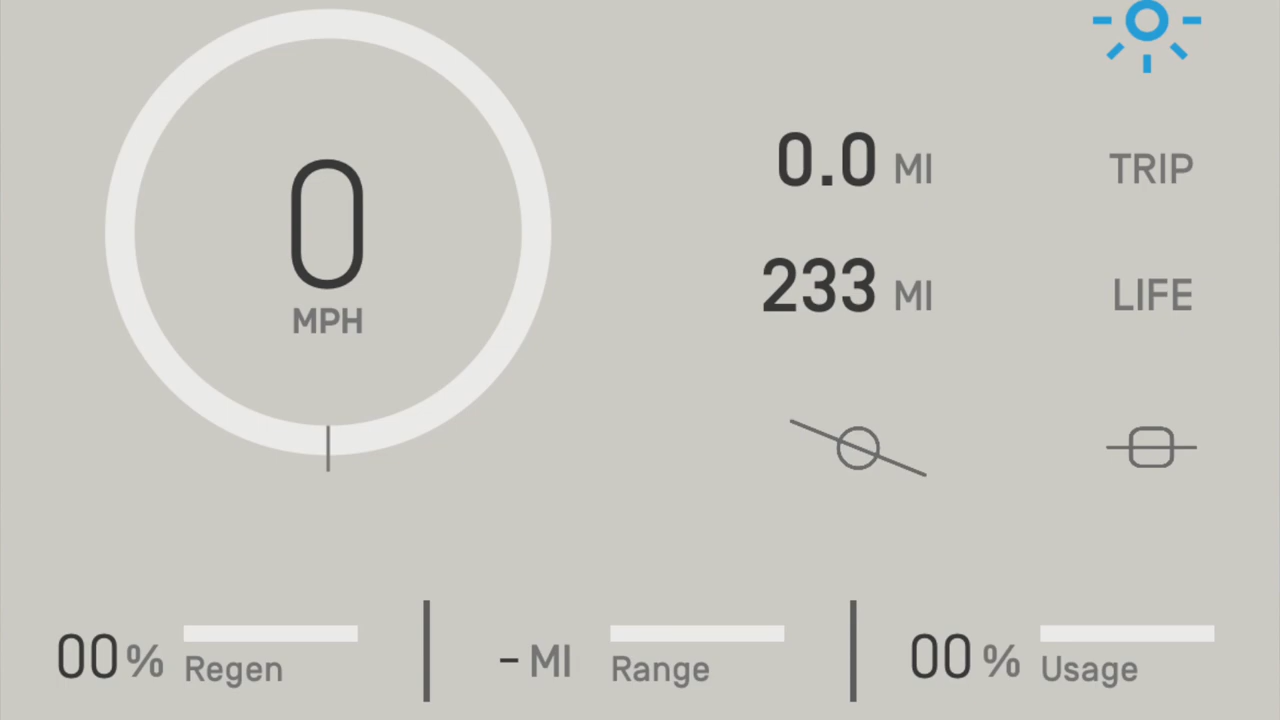 0
MPH
0.0 MI TRIP
233 MI LIFE
00% Regen
- MI Range
00% Usage